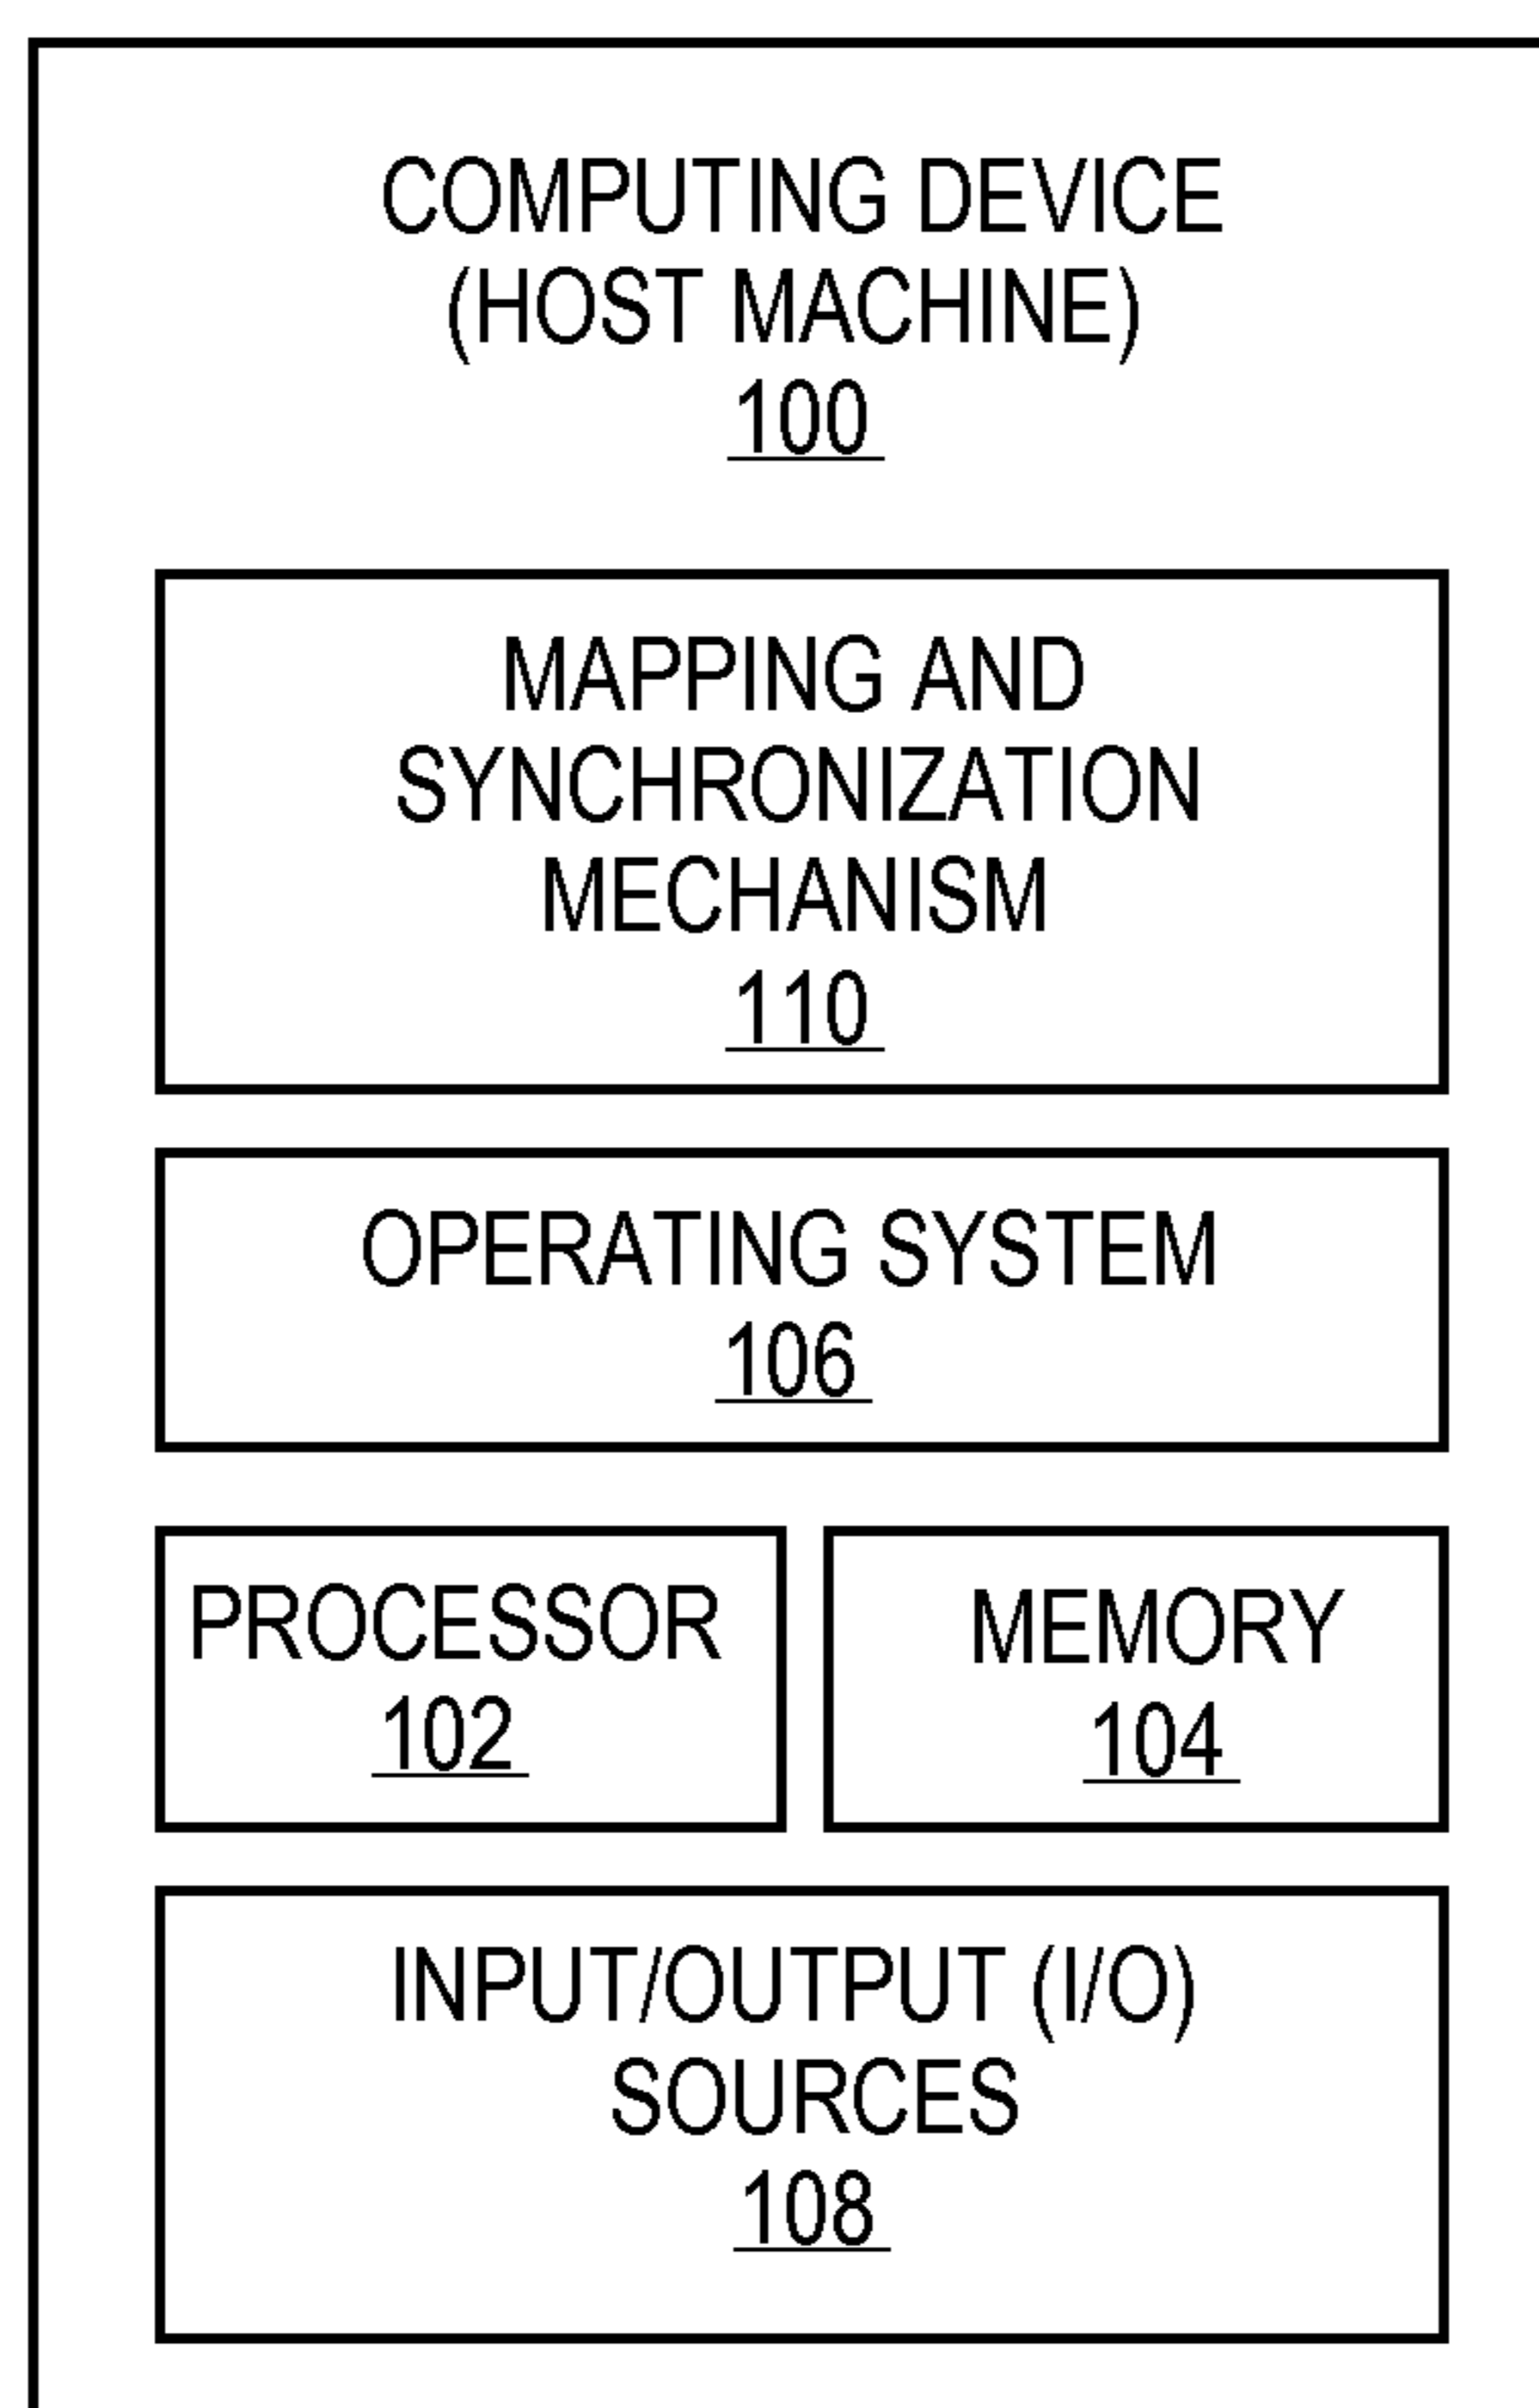 COMPUTING DEVICE
(HOST MACHINE)
100
MAPPING AND
SYNCHRONIZATION
MECHANISM
110
OPERATING SYSTEM
106
PROCESSOR
102
MEMORY
104
INPUT/OUTPUT (I/O)
SOURCES
108